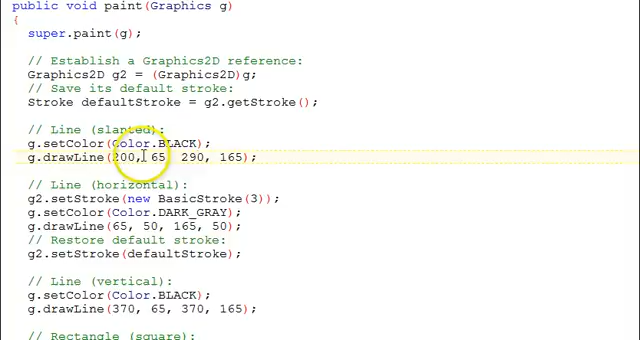 public void paint(Graphics g)
{
super.paint(g);
// Establish a Graphics2D reference:
Graphics2D g2 = (Graphics2D)g;
// Save its default stroke:
Stroke defaultStroke = g2.getStroke();
// Line (slanted):
g.setColor(Color.BLACK);
g.drawLine(200, 65, 290, 165);
// Line (horizontal):
g2.setStroke(new BasicStroke(3));
g.setColor(Color.DARK_GRAY);
g.drawLine(65, 50, 165, 50);
// Restore default stroke:
g2.setStroke(defaultStroke);
// Line (vertical):
g.setColor(Color.BLACK);
g.drawLine(370, 65, 370, 165);
// Rectangle (square):